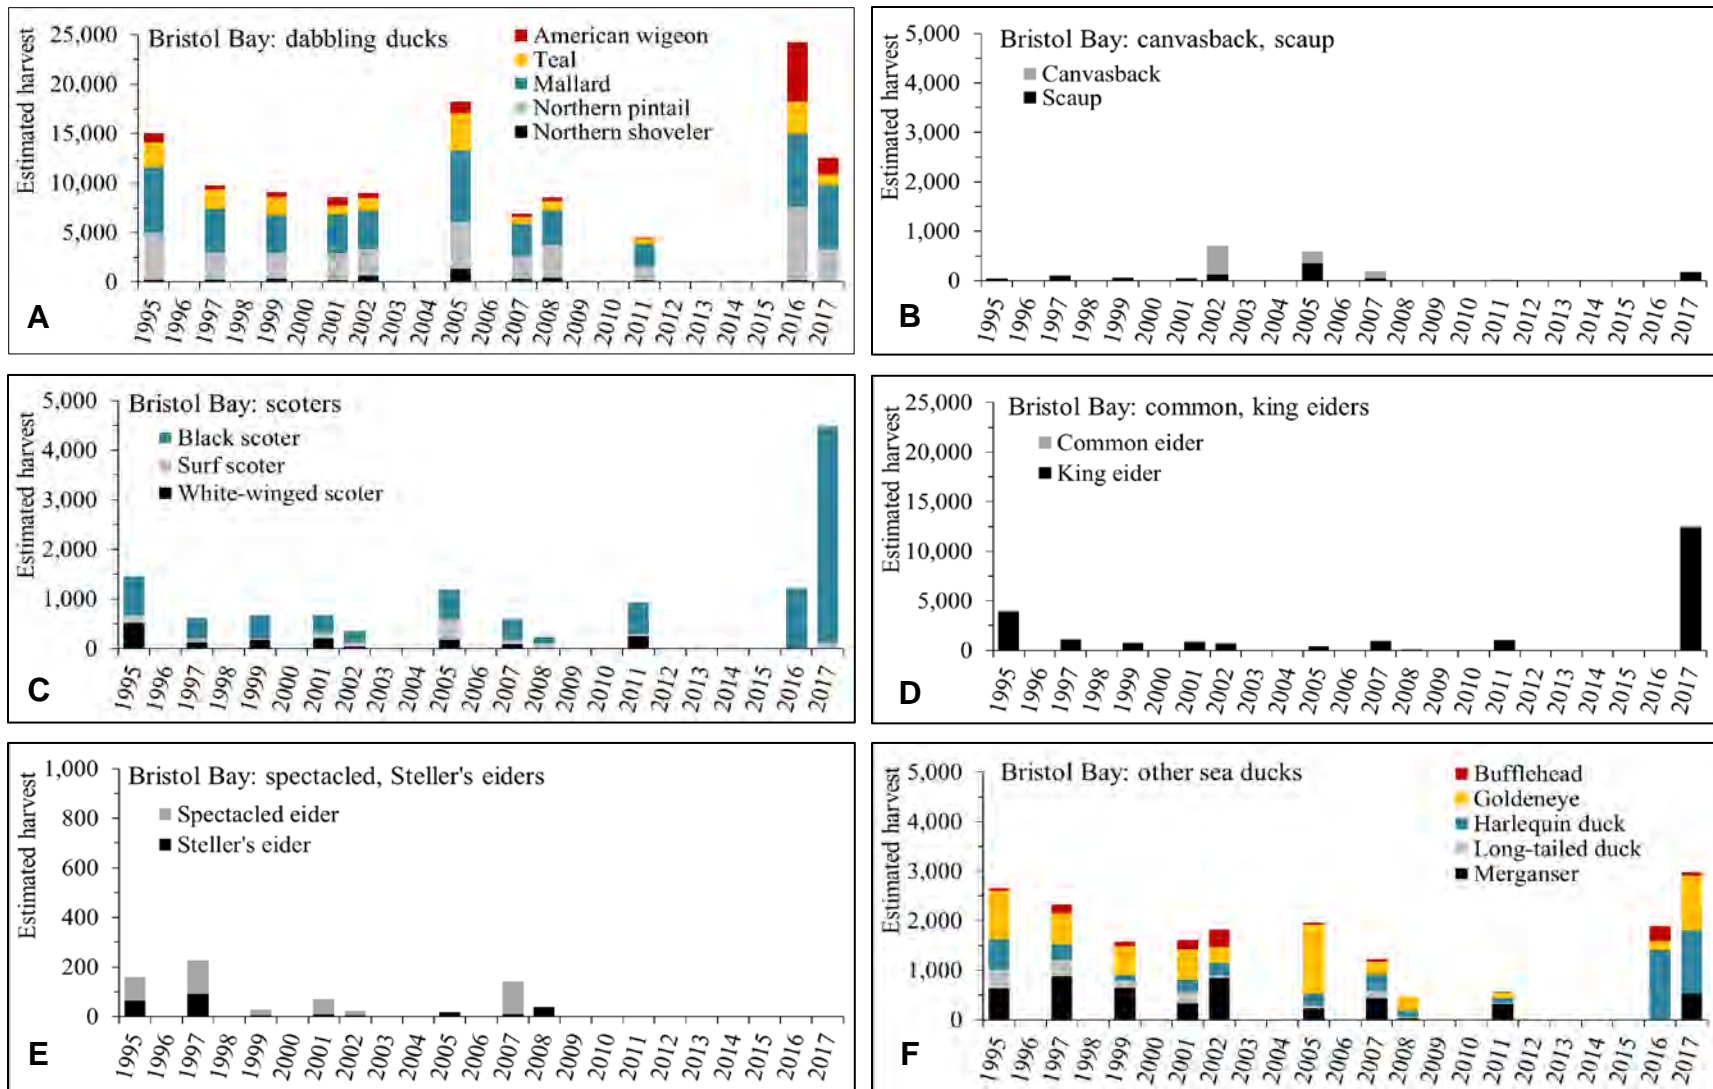 Bristol Bay: dabbling ducks
American wigeon
Teal
Mallard
Northern pintail
Northern shoveler
Estimated harvest
25,000
20,000
15,000
10,000
5,000
0
1995 1996 1997 1998 1999 2000 2001 2002 2003 2004 2005 2006 2007 2008 2009 2010 2011 2012 2013 2014 2015 2016 2017
A
Bristol Bay: canvasback, scaup
Canvasback
Scaup
Estimated harvest
5,000
4,000
3,000
2,000
1,000
0
1995 1996 1997 1998 1999 2000 2001 2002 2003 2004 2005 2006 2007 2008 2009 2010 2011 2012 2013 2014 2015 2016 2017
B
Bristol Bay: scoters
Black scoter
Surf scoter
White-winged scoter
Estimated harvest
5,000
4,000
3,000
2,000
1,000
0
1995 1996 1997 1998 1999 2000 2001 2002 2003 2004 2005 2006 2007 2008 2009 2010 2011 2012 2013 2014 2015 2016 2017
C
Bristol Bay: common, king eiders
Common eider
King eider
Estimated harvest
25,000
20,000
15,000
10,000
5,000
0
1995 1996 1997 1998 1999 2000 2001 2002 2003 2004 2005 2006 2007 2008 2009 2010 2011 2012 2013 2014 2015 2016 2017
D
Bristol Bay: spectacled, Steller's eiders
Spectacled eider
Steller's eider
Estimated harvest
1,000
800
600
400
200
0
1995 1996 1997 1998 1999 2000 2001 2002 2003 2004 2005 2006 2007 2008 2009 2010 2011 2012 2013 2014 2015 2016 2017
E
Bristol Bay: other sea ducks
Bufflehead
Goldeneye
Harlequin duck
Long-tailed duck
Merganser
Estimated harvest
5,000
4,000
3,000
2,000
1,000
0
1995 1996 1997 1998 1999 2000 2001 2002 2003 2004 2005 2006 2007 2008 2009 2010 2011 2012 2013 2014 2015 2016 2017
F